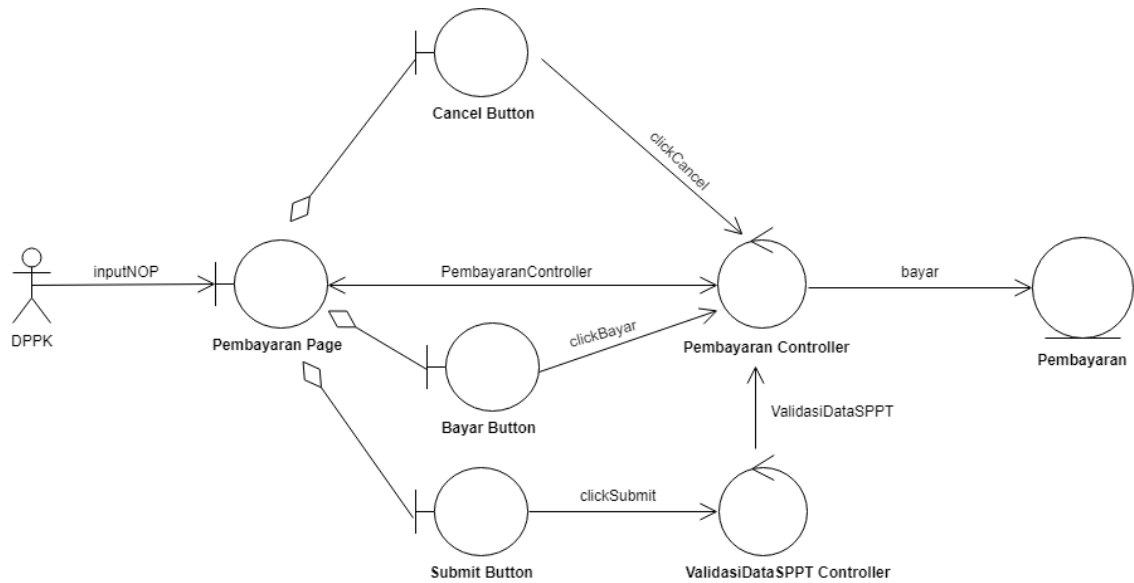 Cancel Button
clickCancel
inputNOP
PembayaranController
bayar
DPPK
Pembayaran Page
clickBayar
Pembayaran Controller
Pembayaran
Bayar Button
ValidasiDataSPPT
clickSubmit
Submit Button
ValidasiDataSPPT Controller